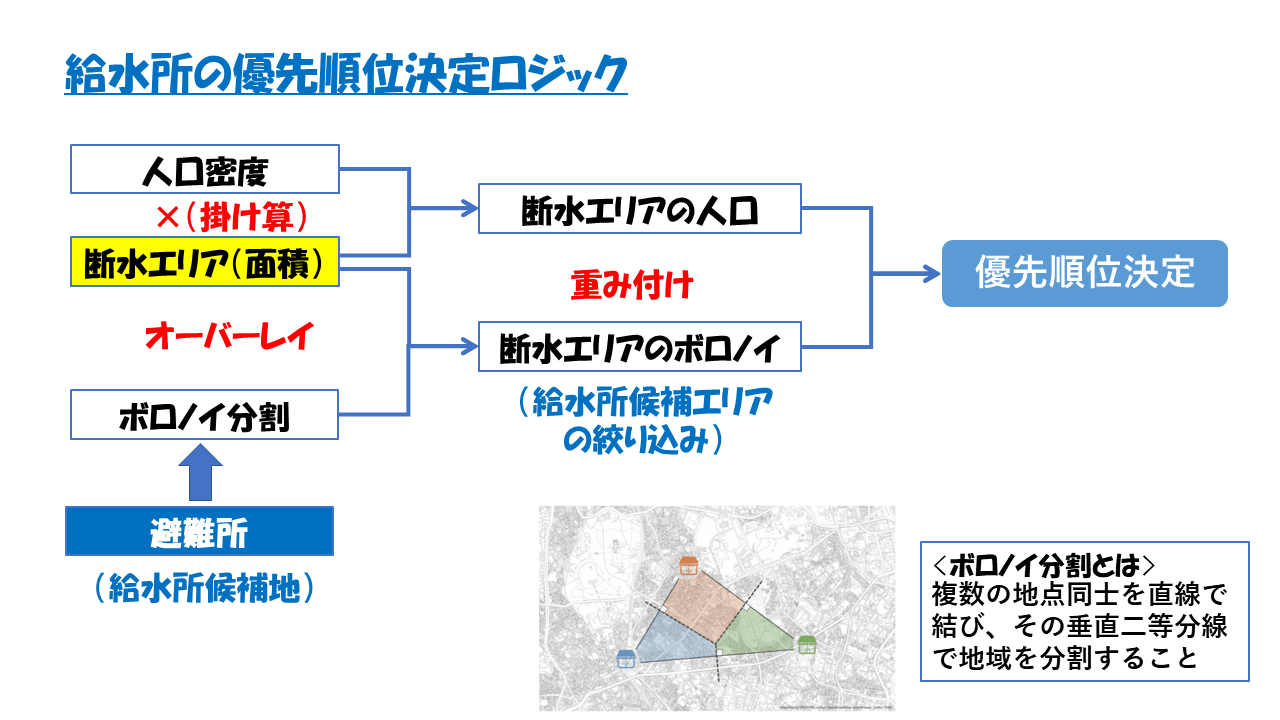 給水所の優先順位決定ロジック
人口密度
×(掛け算)
断水エリア(面積)
オーバーレイ
ボロノイ分割
避難所
(給水所候補地)
断水エリアの人口
重み付け
断水エリアのボロノイ
(給水所候補エリア
の絞り込み)
優先順位決定
<ボロノイ分割とは>
複数の地点同士を直線で
結び、その垂直二等分線
で地域を分割すること